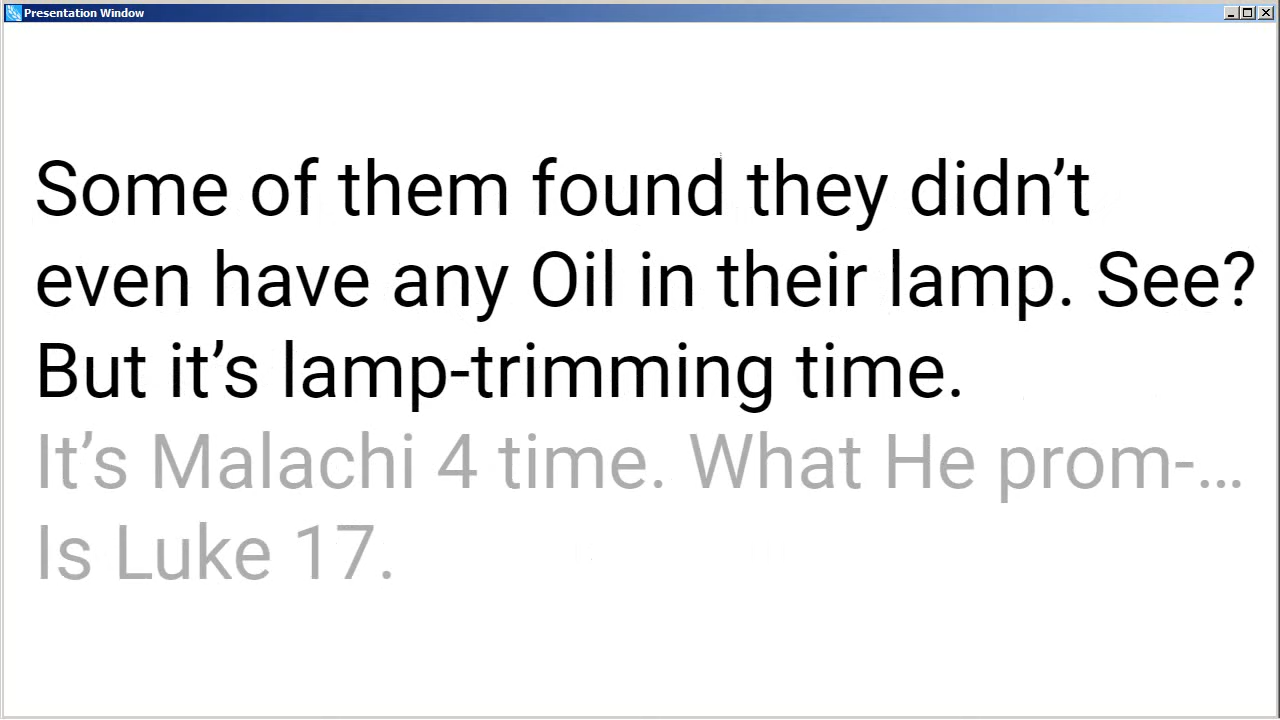 Presentation Window
Some of them found they didn’t
even have any Oil in their lamp. See?
But it’s lamp-trimming time.
It’s Malachi 4 time. What He prom-...
Is Luke 17.